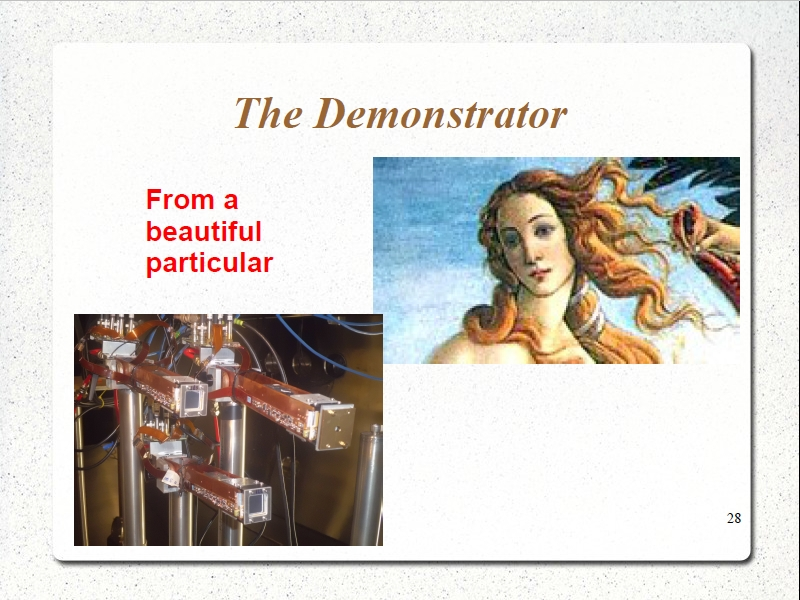 The Demonstrator
From a
beautiful
particular
28